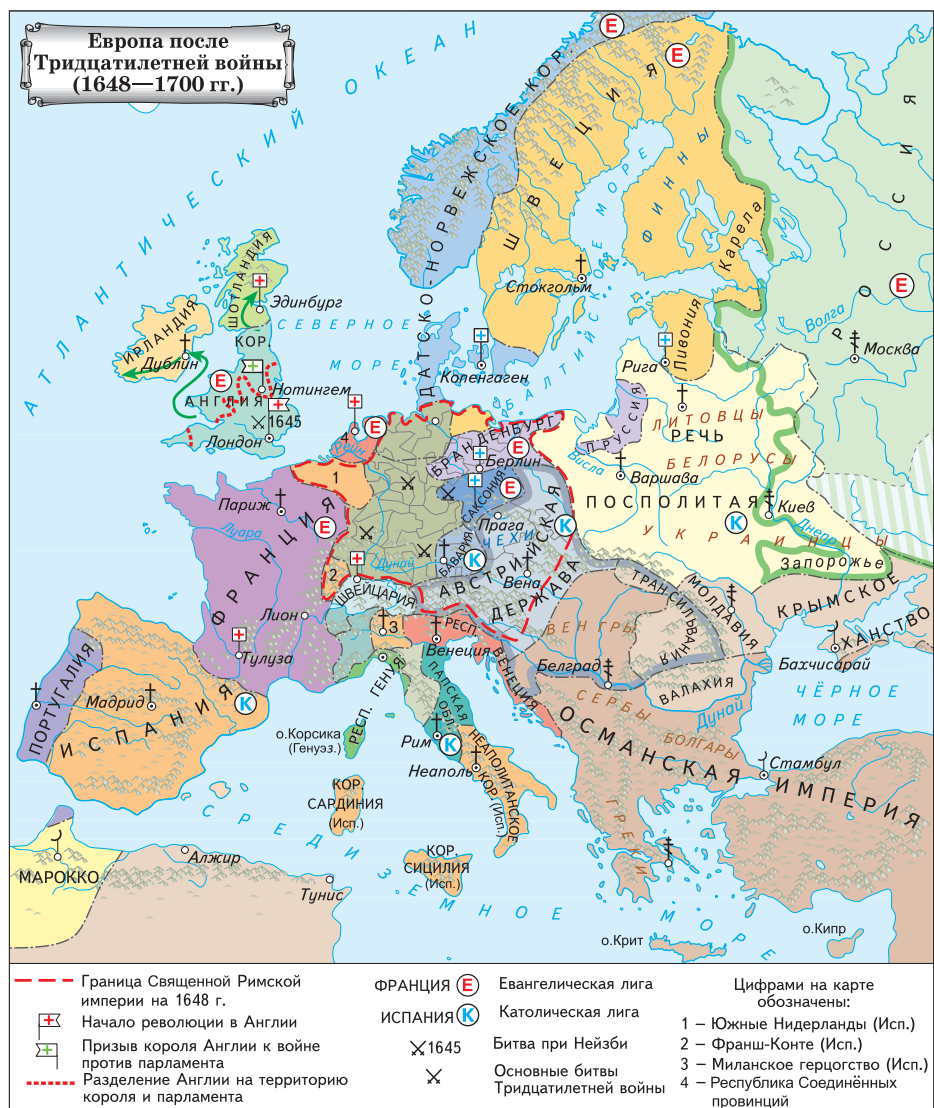 Европа после
Тридцатилетней войны
(1648—1700 гг.)
АТЛАНТИЧЕСКИЙ ОКЕАН
ДАТСКО-НОРВЕЖСКОЕ КОР.
Е
Е
ШВЕЦИЯ
ФИННЫ
Карела
РОССИЯ
Е
Волга
Москва
Стокгольм
ШОТЛАНДИЯ
Эдинбург
СЕВЕРНОЕ
МОРЕ
ИРЛАНДИЯ
Дублин
КОР.
АНГЛИЯ
Е
Нотингем
1645
Лондон
Копенгаген
БАЛТИЙСКОЕ МОРЕ
Рига
Ливония
ПРУССИЯ
ЛИТОВЦЫ
РЕЧЬ
БЕЛОРУСЫ
ПОСПОЛИТАЯ
УКРАИНЦЫ
К
Висла
Варшава
Киев
Днепр
Запорожье
4
Рейн
Е
1
БРАНДЕНБУРГ
Е
Берлин
САКСОНИЯ
Е
Прага
ЧЕХИ
БАВАРИЯ
К
К
АВСТРИЙСКАЯ
ДЕРЖАВА
Вена
Дунай
Париж
Луара
ФРАНЦИЯ
Е
2
ШВЕЙЦАРИЯ
Лион
Тулуза
3
РЕСП.
ВЕНЕЦИЯ
Венеция
ВЕНГРЫ
ТРАНСИЛЬВАНИЯ
МОЛДАВИЯ
КРЫМСКОЕ
ХАНСТВО
Бахчисарай
ВАЛАХИЯ
Дунай
Белград
СЕРБЫ
БОЛГАРЫ
ЧЁРНОЕ
МОРЕ
ПОРТУГАЛИЯ
Мадрид
ИСПАНИЯ
К
РЕСП.
ГЕНУЯ
о.Корсика
(Генуэз.)
ПАПСКАЯ
ОБЛ.
Рим
К
Неаполь
НЕАПОЛИТАНСКОЕ
КОР. (Исп.)
ОСМАНСКАЯ ИМПЕРИЯ
Стамбул
ГРЕКИ
КОР.
САРДИНИЯ
(Исп.)
КОР.
СИЦИЛИЯ
(Исп.)
СРЕДИЗЕМНОЕ МОРЕ
МАРОККО
Алжир
Тунис
о.Крит
о.Кипр
Граница Священной Римской
империи на 1648 г.
Начало революции в Англии
Призыв короля Англии к войне
против парламента
Разделение Англии на территорию
короля и парламента
ФРАНЦИЯ Е Евангелическая лига
ИСПАНИЯ К Католическая лига
1645 Битва при Нейзби
Основные битвы
Тридцатилетней войны
Цифрами на карте
обозначены:
1 – Южные Нидерланды (Исп.)
2 – Франш-Конте (Исп.)
3 – Миланское герцогство (Исп.)
4 – Республика Соединённых
провинций